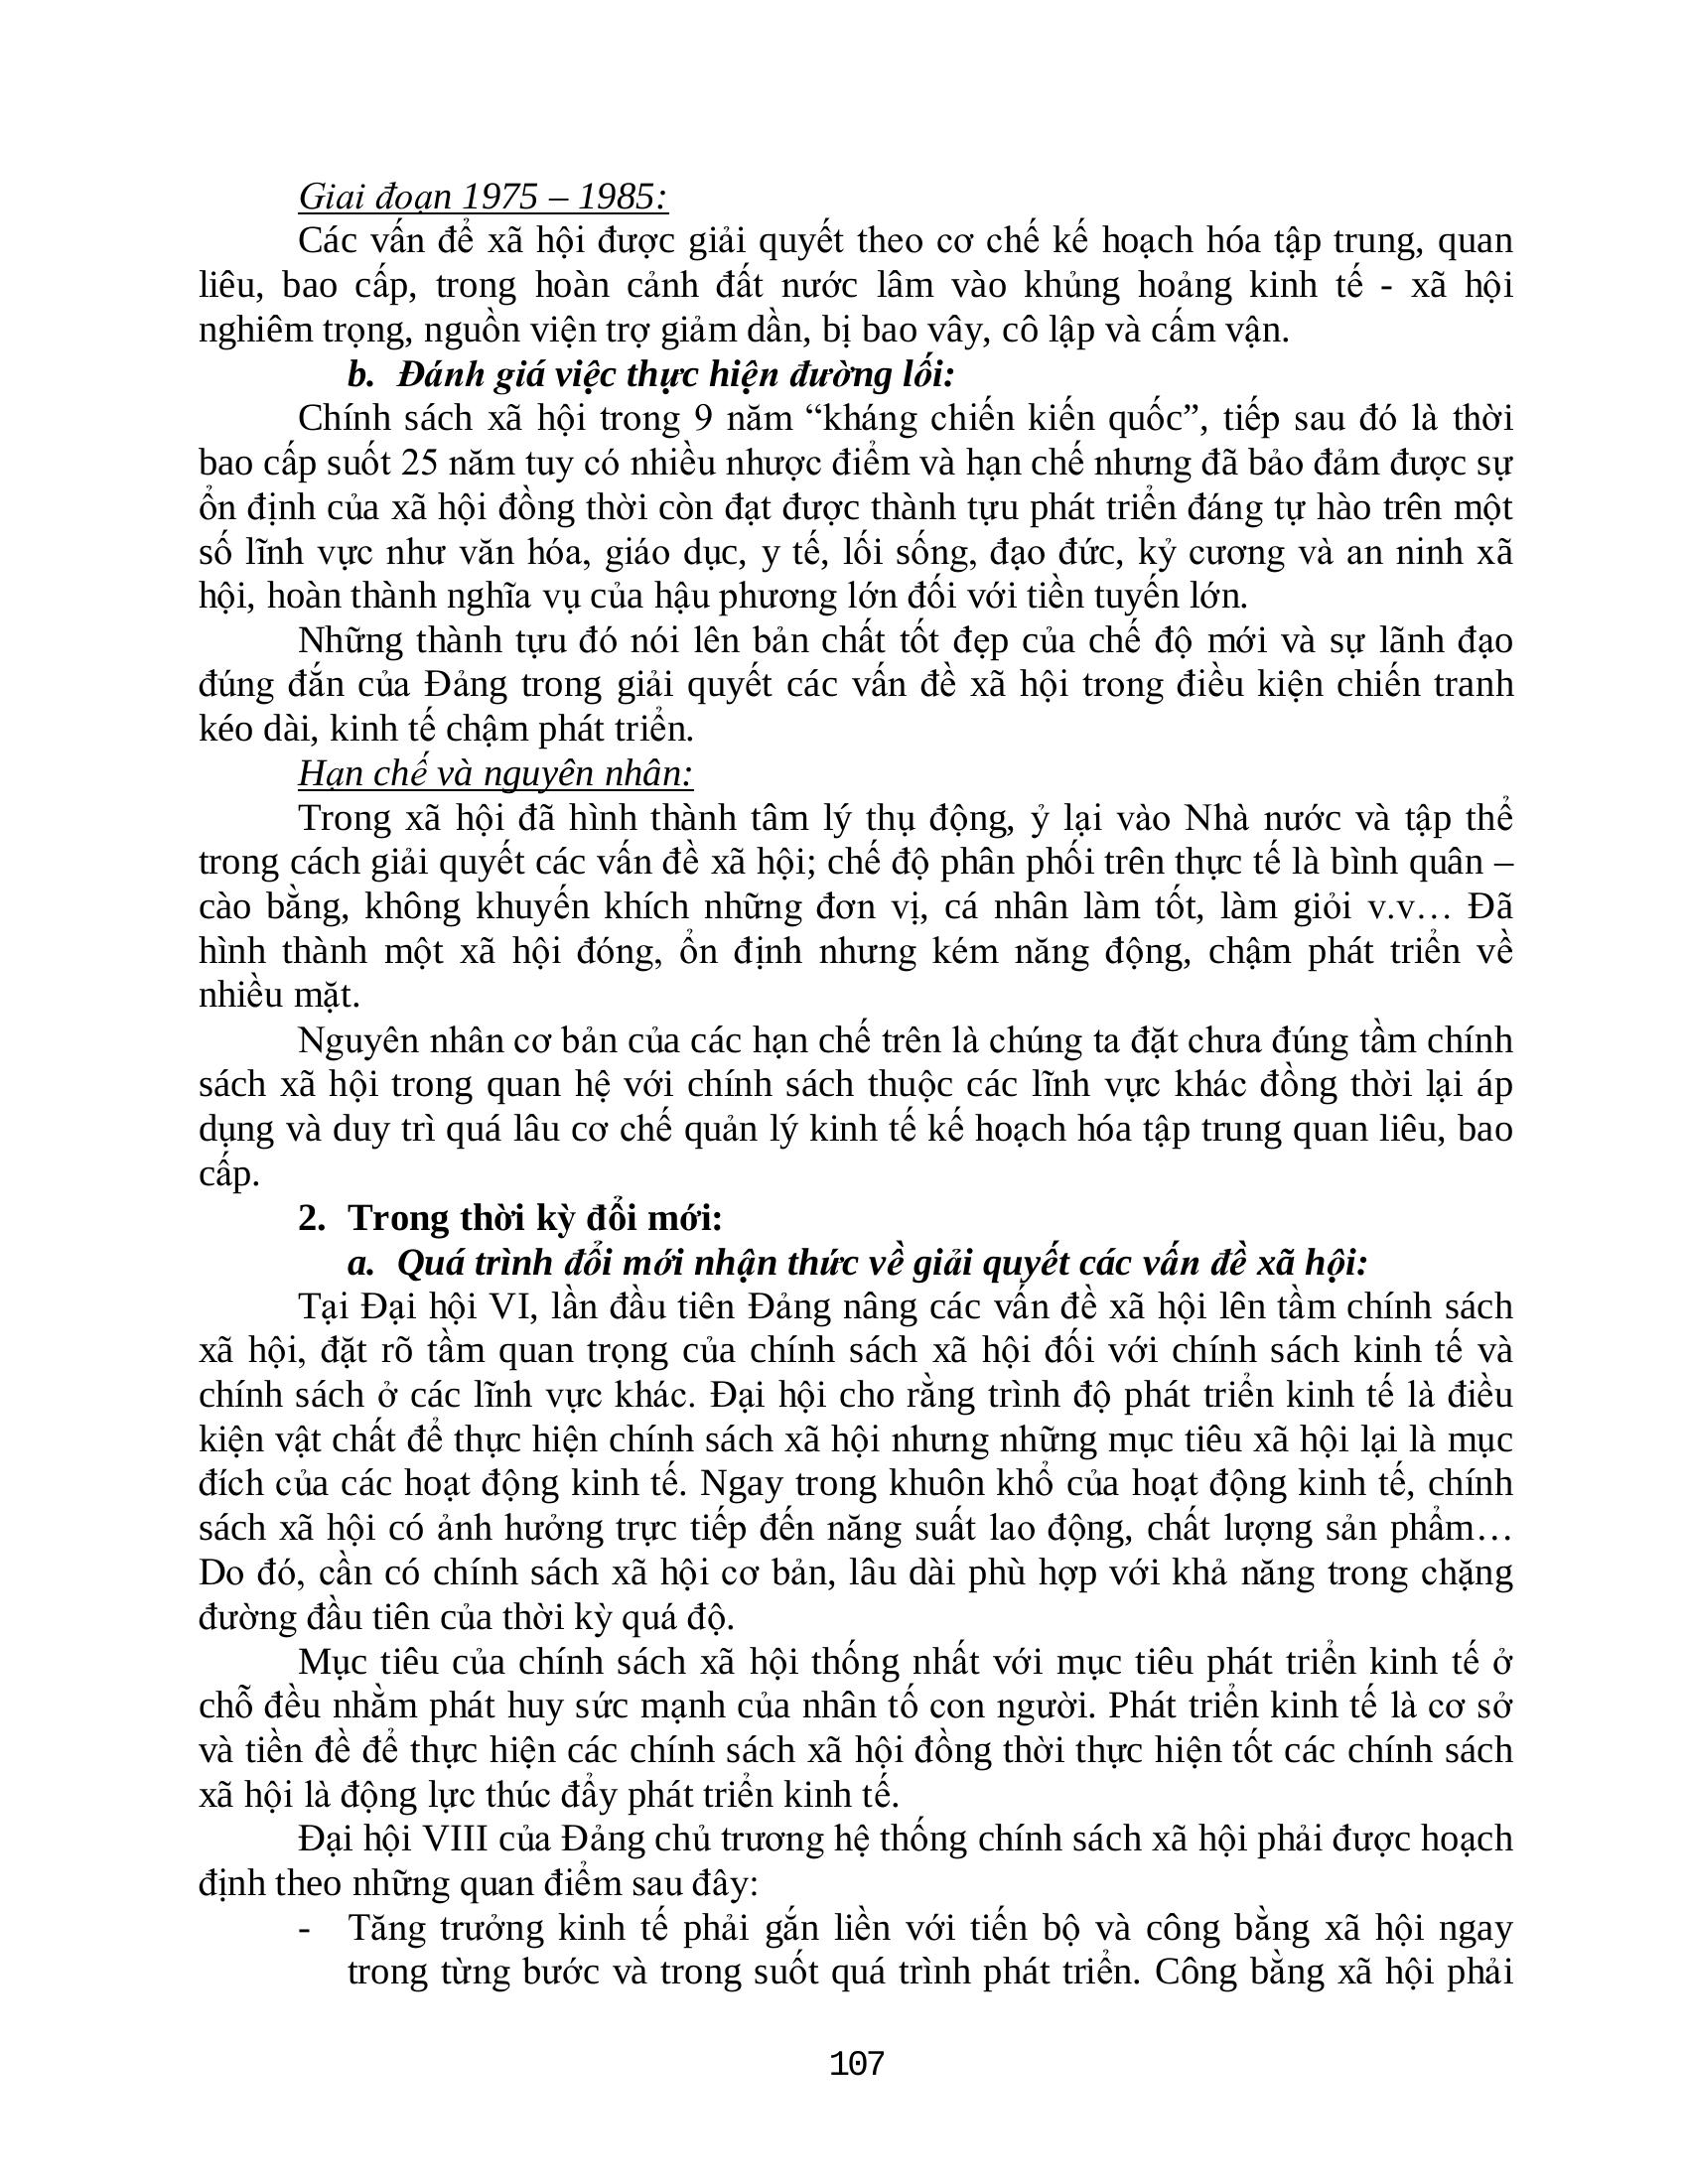 Giai đoạn 1975 – 1985:
Các vấn để xã hội được giải quyết theo cơ chế kế hoạch hóa tập trung, quan
liêu, bao cấp, trong hoàn cảnh đất nước lâm vào khủng hoảng kinh tế - xã hội
nghiêm trọng, nguồn viện trợ giảm dần, bị bao vây, cô lập và cấm vận.
b. Đánh giá việc thực hiện đường lối:
Chính sách xã hội trong 9 năm “kháng chiến kiến quốc”, tiếp sau đó là thời
bao cấp suốt 25 năm tuy có nhiều nhược điểm và hạn chế nhưng đã bảo đảm được sự
ổn định của xã hội đồng thời còn đạt được thành tựu phát triển đáng tự hào trên một
số lĩnh vực như văn hóa, giáo dục, y tế, lối sống, đạo đức, kỷ cương và an ninh xã
hội, hoàn thành nghĩa vụ của hậu phương lớn đối với tiền tuyến lớn.
Những thành tựu đó nói lên bản chất tốt đẹp của chế độ mới và sự lãnh đạo
đúng đắn của Đảng trong giải quyết các vấn đề xã hội trong điều kiện chiến tranh
kéo dài, kinh tế chậm phát triển.
Hạn chế và nguyên nhân:
Trong xã hội đã hình thành tâm lý thụ động, ỷ lại vào Nhà nước và tập thể
trong cách giải quyết các vấn đề xã hội; chế độ phân phối trên thực tế là bình quân –
cào bằng, không khuyến khích những đơn vị, cá nhân làm tốt, làm giỏi v.v… Đã
hình thành một xã hội đóng, ổn định nhưng kém năng động, chậm phát triển về
nhiều mặt.
Nguyên nhân cơ bản của các hạn chế trên là chúng ta đặt chưa đúng tầm chính
sách xã hội trong quan hệ với chính sách thuộc các lĩnh vực khác đồng thời lại áp
dụng và duy trì quá lâu cơ chế quản lý kinh tế kế hoạch hóa tập trung quan liêu, bao
cấp.
2. Trong thời kỳ đổi mới:
a. Quá trình đổi mới nhận thức về giải quyết các vấn đề xã hội:
Tại Đại hội VI, lần đầu tiên Đảng nâng các vấn đề xã hội lên tầm chính sách
xã hội, đặt rõ tầm quan trọng của chính sách xã hội đối với chính sách kinh tế và
chính sách ở các lĩnh vực khác. Đại hội cho rằng trình độ phát triển kinh tế là điều
kiện vật chất để thực hiện chính sách xã hội nhưng những mục tiêu xã hội lại là mục
đích của các hoạt động kinh tế. Ngay trong khuôn khổ của hoạt động kinh tế, chính
sách xã hội có ảnh hưởng trực tiếp đến năng suất lao động, chất lượng sản phẩm…
Do đó, cần có chính sách xã hội cơ bản, lâu dài phù hợp với khả năng trong chặng
đường đầu tiên của thời kỳ quá độ.
Mục tiêu của chính sách xã hội thống nhất với mục tiêu phát triển kinh tế ở
chỗ đều nhằm phát huy sức mạnh của nhân tố con người. Phát triển kinh tế là cơ sở
và tiền đề để thực hiện các chính sách xã hội đồng thời thực hiện tốt các chính sách
xã hội là động lực thúc đẩy phát triển kinh tế.
Đại hội VIII của Đảng chủ trương hệ thống chính sách xã hội phải được hoạch
định theo những quan điểm sau đây:
- Tăng trưởng kinh tế phải gắn liền với tiến bộ và công bằng xã hội ngay
trong từng bước và trong suốt quá trình phát triển. Công bằng xã hội phải
107